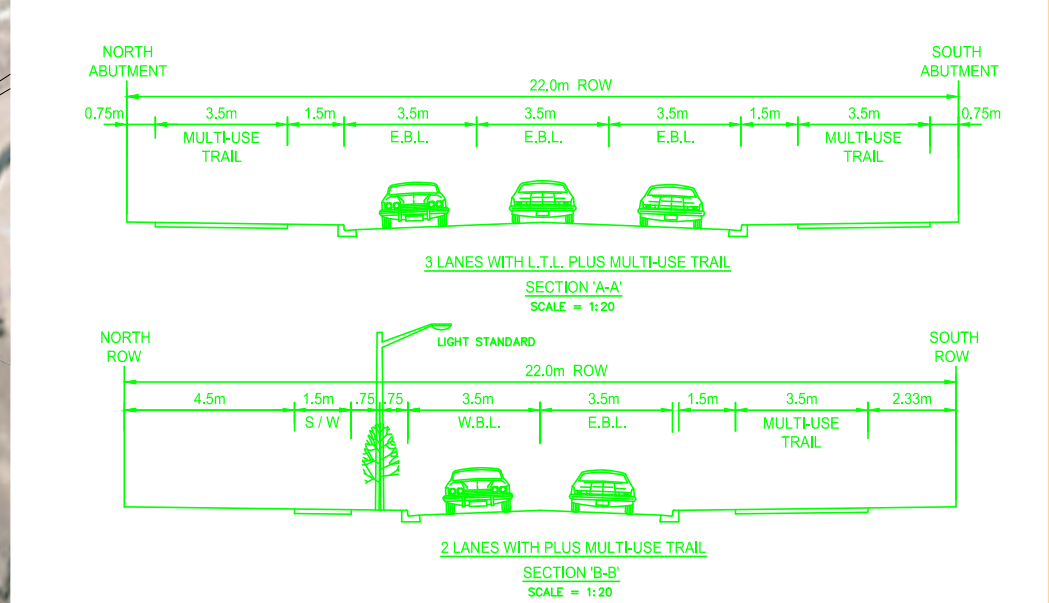 NORTH
ABUTMENT
SOUTH
ABUTMENT
22.0m ROW
0.75m 3.5m 1.5m 3.5m 3.5m 3.5m 1.5m 3.5m 0.75m
MULTI-USE
TRAIL
E.B.L. E.B.L. E.B.L.
MULTI-USE
TRAIL
3 LANES WITH L.T.L. PLUS MULTI-USE TRAIL
SECTION 'A-A'
SCALE = 1:20
NORTH
ROW
LIGHT STANDARD
SOUTH
ROW
22.0m ROW
4.5m 1.5m .75 .75 3.5m 3.5m 1.5m 3.5m 2.33m
S / W W.B.L. E.B.L.
MULTI-USE
TRAIL
2 LANES WITH PLUS MULTI-USE TRAIL
SECTION 'B-B'
SCALE = 1:20